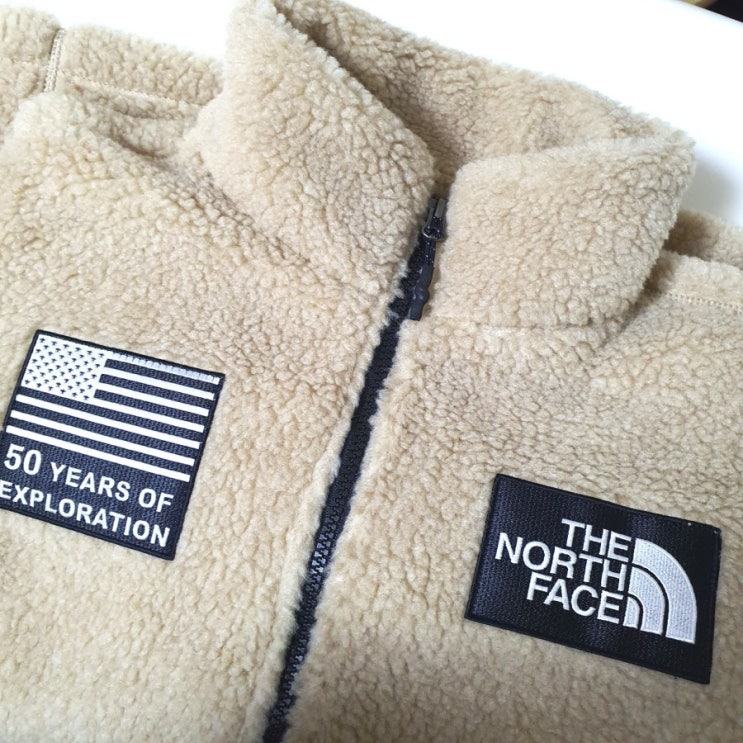 50 YEARS OF
EXPLORATION
THE
NORTH
FACE